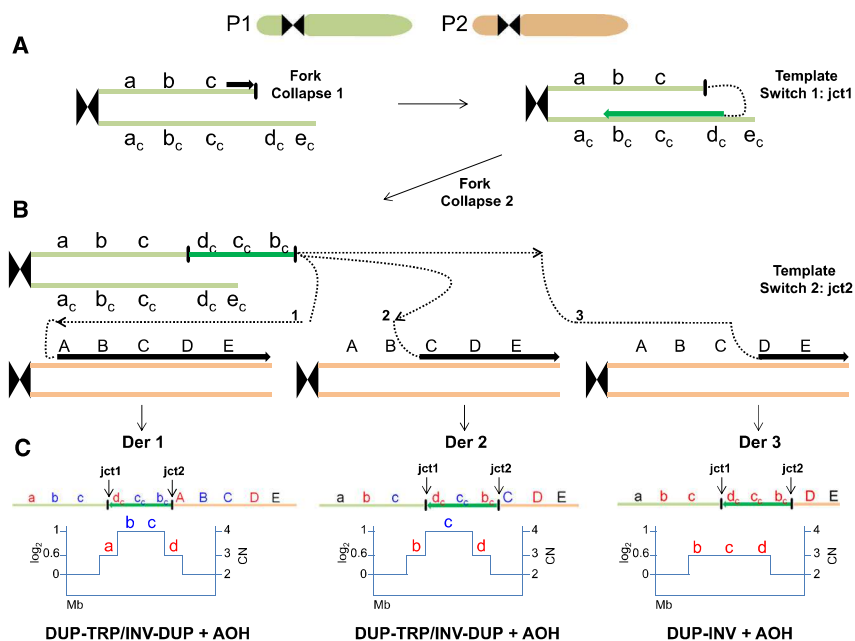 P1 P2
A
a b c
Fork
Collapse 1
a_c b_c c_c d_c e_c
a b c
Template
Switch 1: jct1
a_c b_c c_c d_c e_c
Fork
Collapse 2
B
a b c d_c c_c b_c
a_c b_c c_c d_c e_c
Template
Switch 2: jct2
1 2 3
A B C D E
A B C D E
A B C D E
Der 1 Der 2 Der 3
C
jct1 jct2
a b c d_c c_c b_c A B C D E
log2 1 0.6 0
a b c d
4 3 2 CN
Mb
DUP-TRP/INV-DUP + AOH
jct1 jct2
a b c d_c c_c b_c C D E
log2 1 0.6 0
b c d
4 3 2 CN
Mb
DUP-TRP/INV-DUP + AOH
jct1 jct2
a b c d_c c_c b_c D E
log2 1 0.6 0
b c d
4 3 2 CN
Mb
DUP-INV + AOH